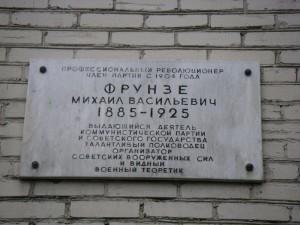 ПРОФЕССИОНАЛЬНЫЙ РЕВОЛЮЦИОНЕР
ЧЛЕН ПАРТИИ С 1904 ГОДА
ФРУНЗЕ
МИХАИЛ ВАСИЛЬЕВИЧ
1885-1925
ВЫДАЮЩИЙСЯ ДЕЯТЕЛЬ
КОММУНИСТИЧЕСКОЙ ПАРТИИ
И СОВЕТСКОГО ГОСУДАРСТВА
ТАЛАНТЛИВЫЙ ПОЛКОВОДЕЦ
ОРГАНИЗАТОР
СОВЕТСКИХ ВООРУЖЕННЫХ СИЛ
И ВИДНЫЙ
ВОЕННЫЙ ТЕОРЕТИК